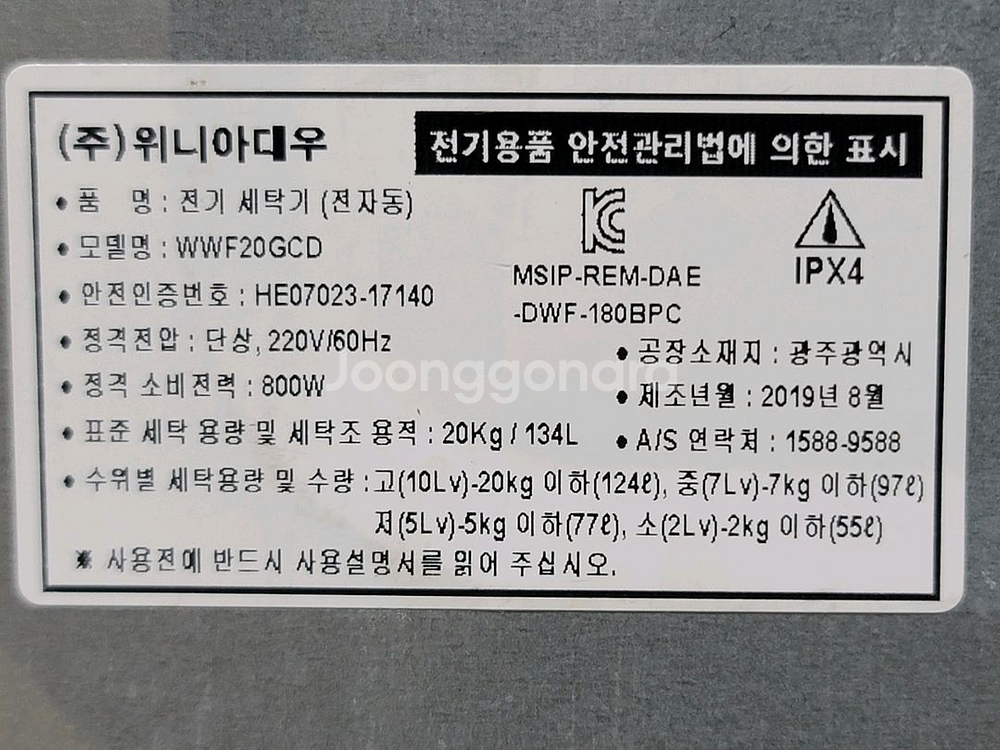 (주)위니아대우
전기용품 안전관리법에 의한 표시
• 품 명 : 전기 세탁기 (전자동)
• 모델명 : WWF20GCD
• 안전인증번호 : HE07023-17140
• 정격전압 : 단상, 220V/60Hz
• 정격 소비전력 : 800W
MSIP-REM-DAE
-DWF-180BPC
IPX4
• 공장소재지 : 광주광역시
• 제조년월 : 2019년 8월
• 표준 세탁 용량 및 세탁조 용적 : 20Kg / 134L
• A/S 연락처 : 1588-9588
• 수위별 세탁용량 및 수량 : 고(10Lv)-20kg 이하(124ℓ), 중(7Lv)-7kg 이하(97ℓ)
저(5Lv)-5kg 이하(77ℓ), 소(2Lv)-2kg 이하(55ℓ)
※ 사용전에 반드시 사용설명서를 읽어 주십시오.
Joonggonara